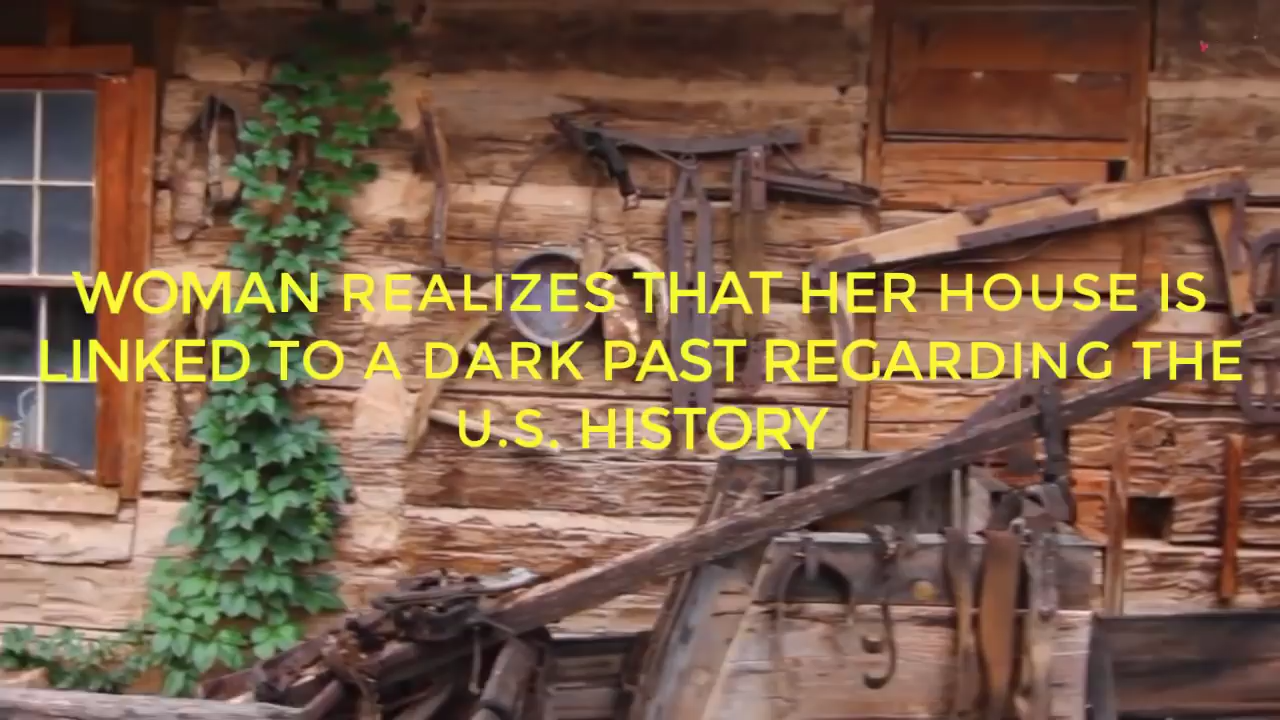 WOMAN REALIZES THAT HER HOUSE IS
LINKED TO A DARK PAST REGARDING THE
U.S. HISTORY